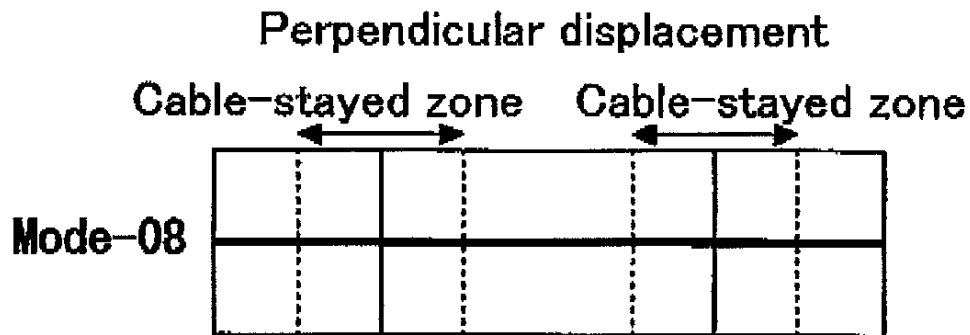 Perpendicular displacement
Cable-stayed zone Cable-stayed zone
Mode-08